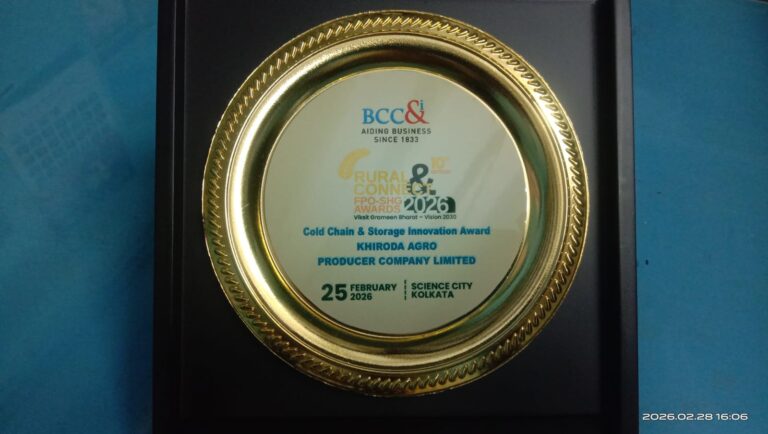 BCC&i
AIDING BUSINESS
SINCE 1833
RURAL
CONNECT
FPO-SHG
AWARDS
& 2026
Viksit Grameen Bharat - Vision 2030
Cold Chain & Storage Innovation Award
KHIRODA AGRO
PRODUCER COMPANY LIMITED
25 FEBRUARY 2026
SCIENCE CITY
KOLKATA
2026.02.28 16:06